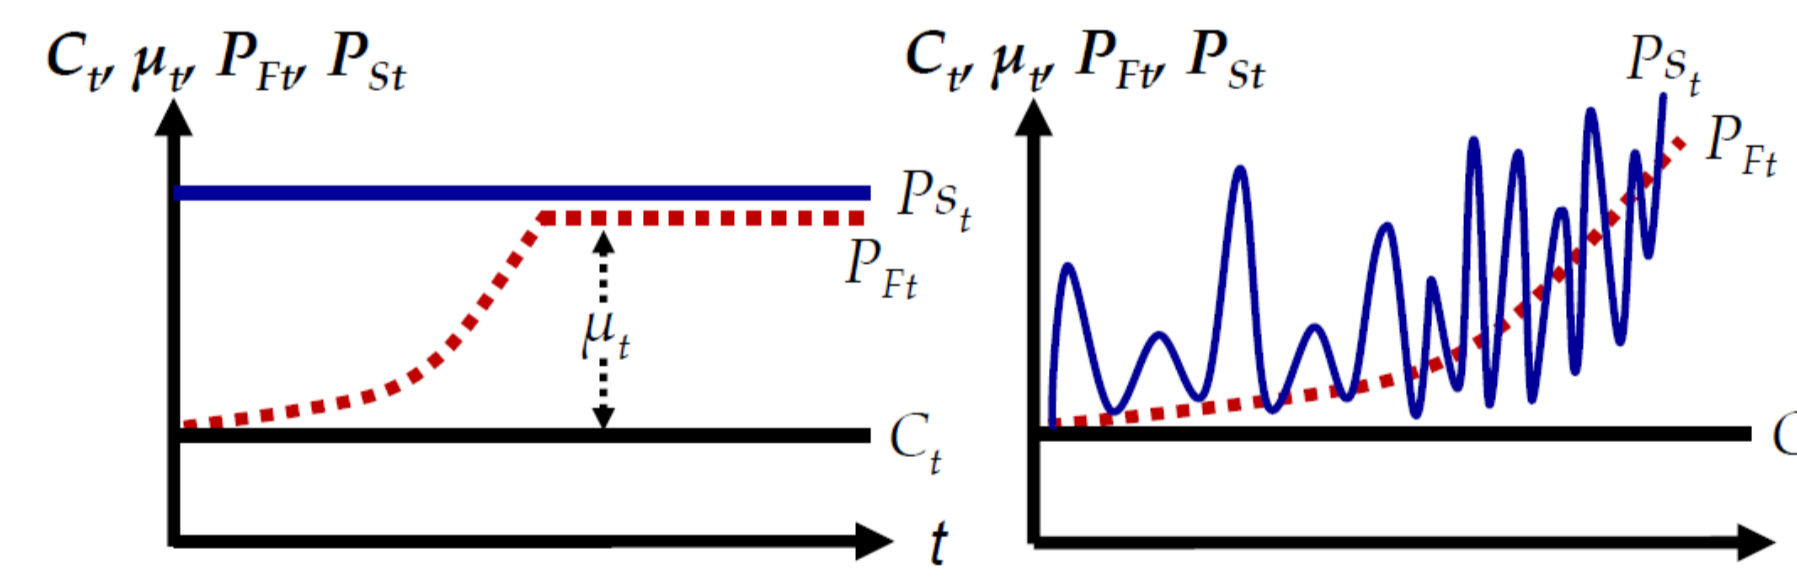 C_t, μ_t, P_Ft, P_St
Ps_t
P_Ft
μ_t
C_t
t
C_t, μ_t, P_Ft, P_St
Ps_t
P_Ft
C